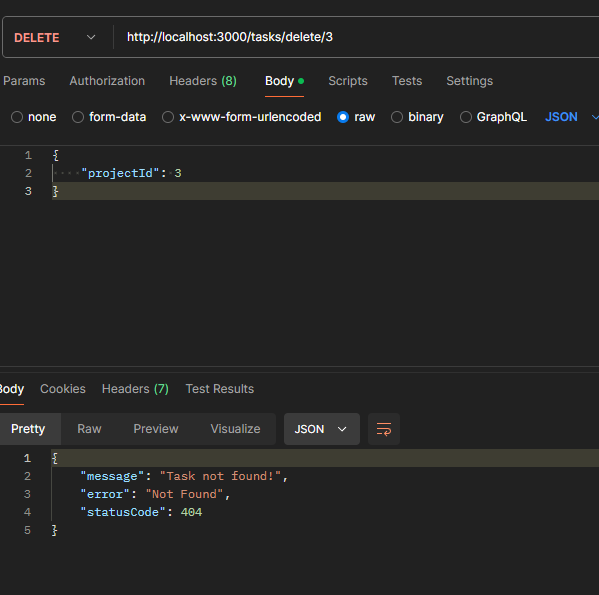 DELETE http://localhost:3000/tasks/delete/3
Params Authorization Headers (8) Body Scripts Tests Settings
none form-data x-www-form-urlencoded raw binary GraphQL JSON
1 {
2 ····"projectId":·3
3 }
Body Cookies Headers (7) Test Results
Pretty Raw Preview Visualize JSON
1 {
2 "message": "Task not found!",
3 "error": "Not Found",
4 "statusCode": 404
5 }